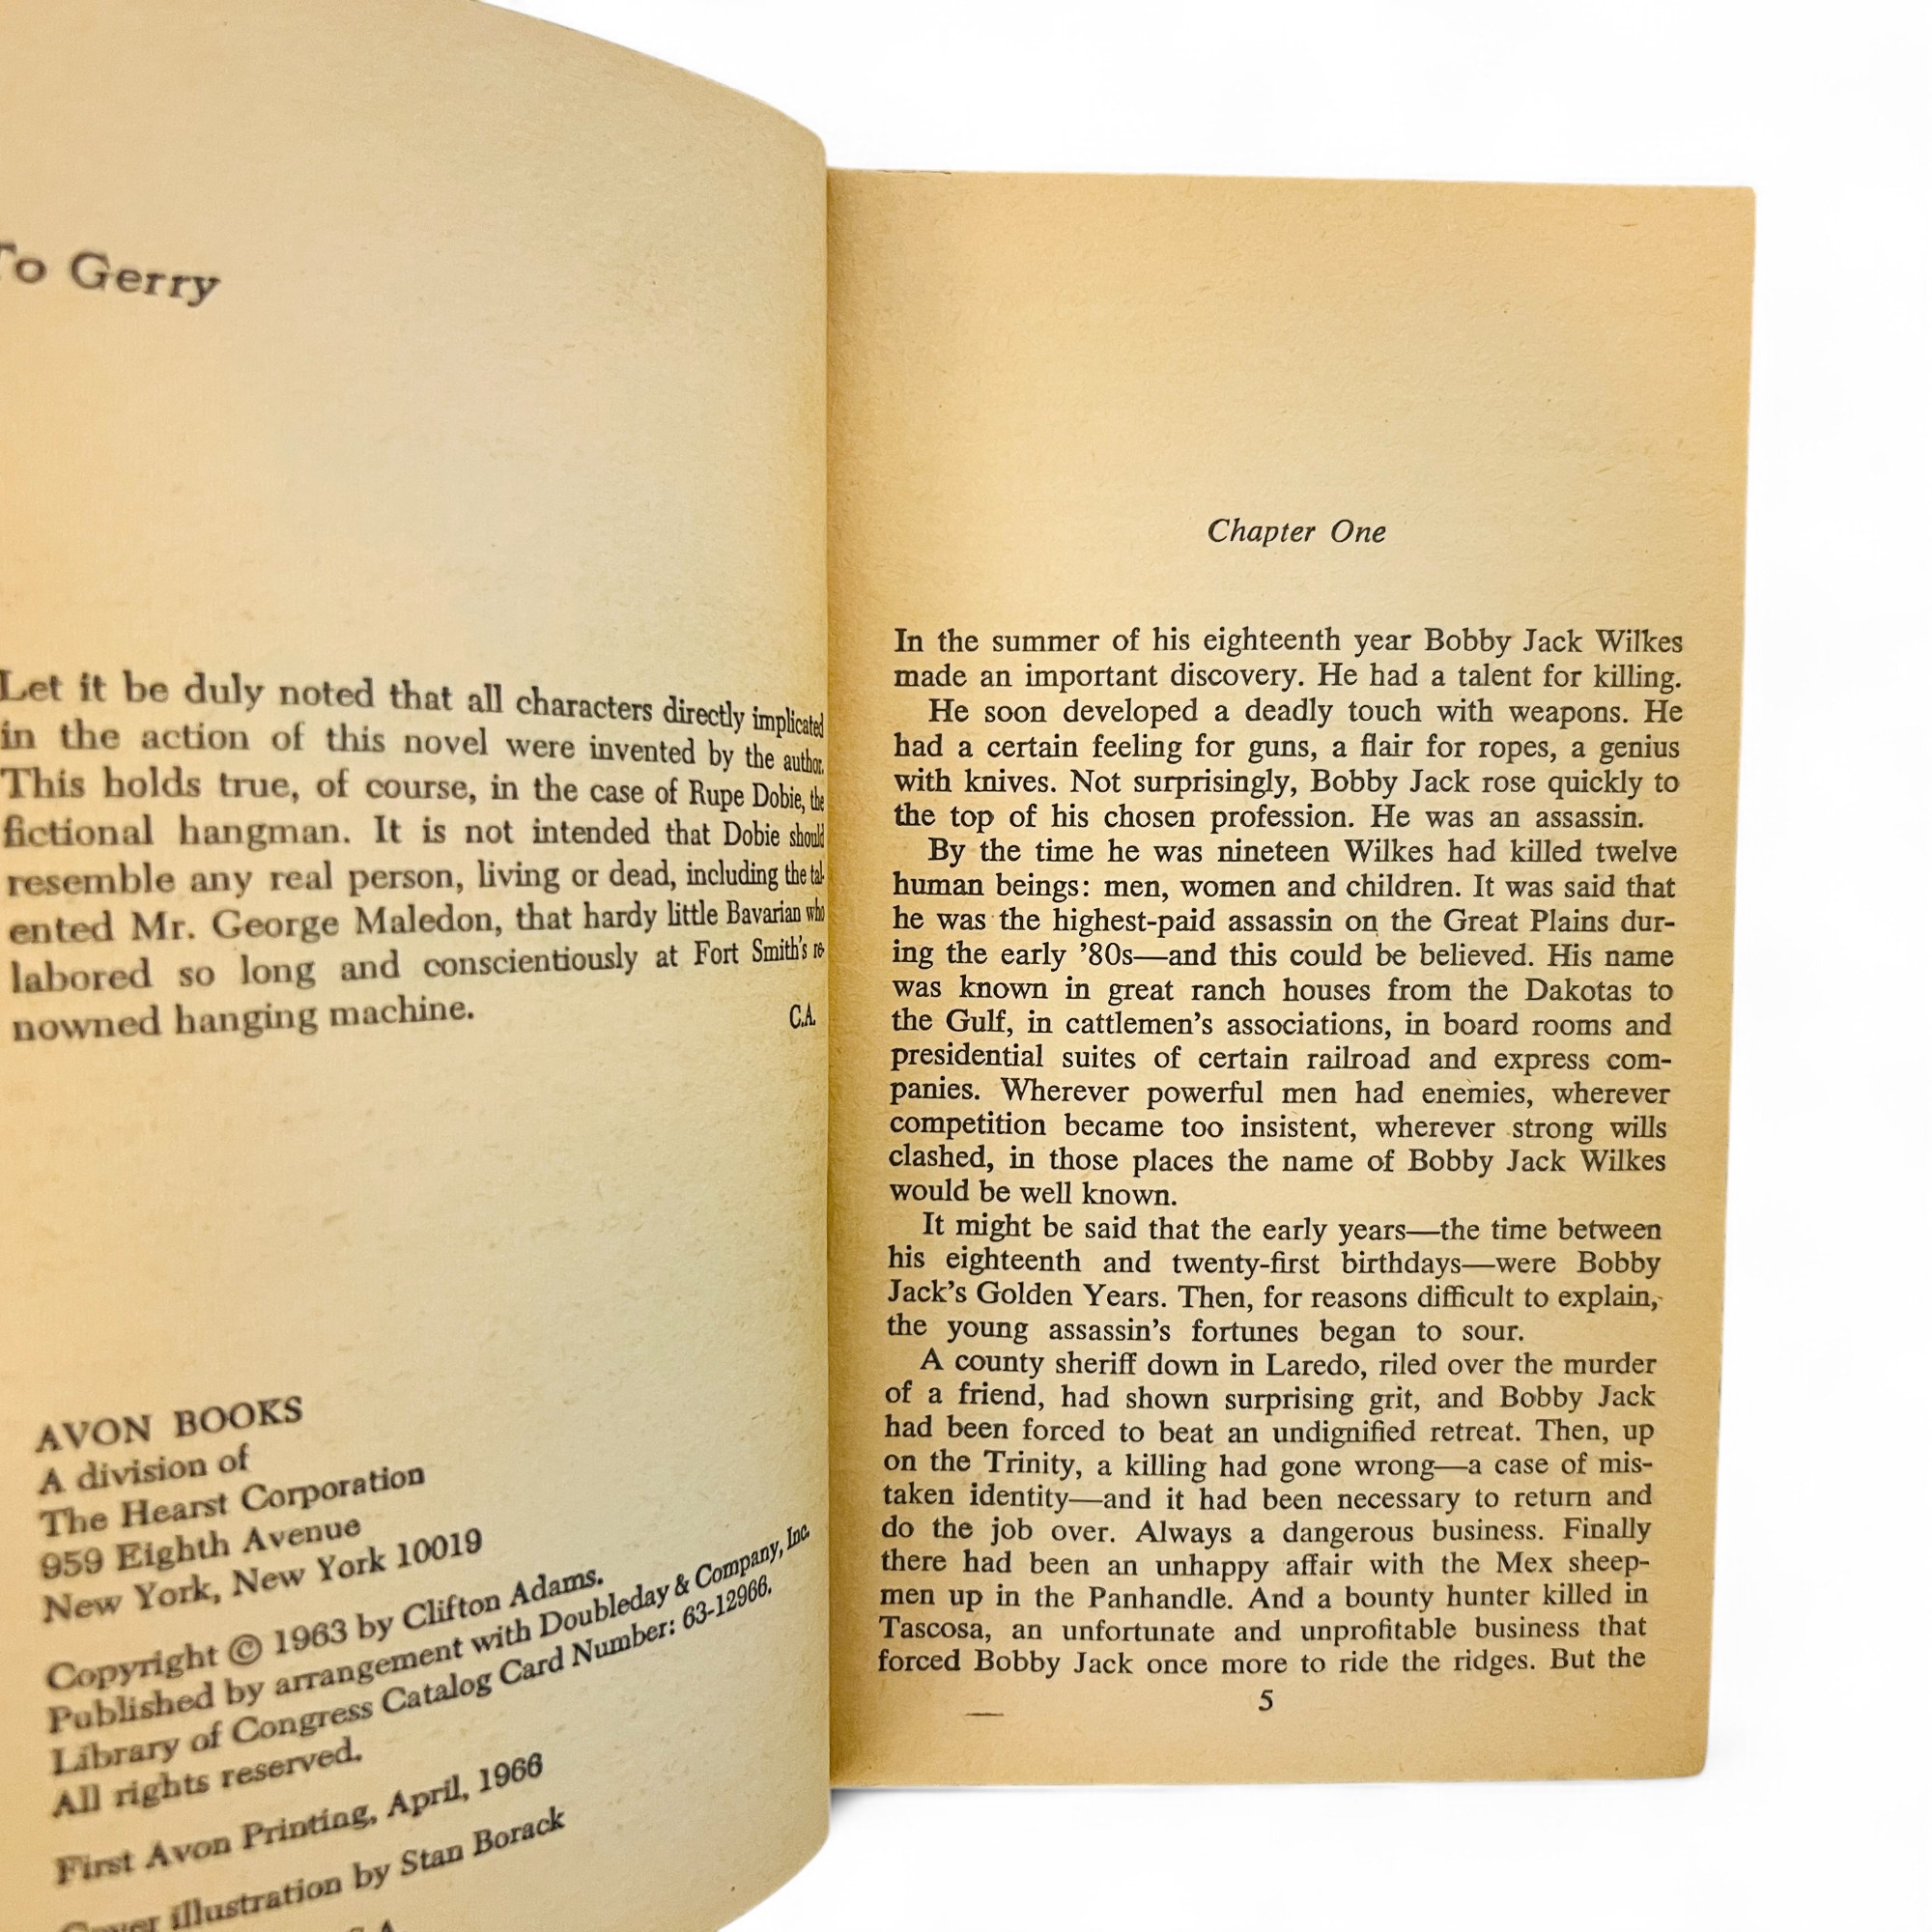 To Gerry
Let it be duly noted that all characters directly implicated
in the action of this novel were invented by the author.
This holds true, of course, in the case of Rupe Dobie, the
fictional hangman. It is not intended that Dobie should
resemble any real person, living or dead, including the tal-
ented Mr. George Maledon, that hardy little Bavarian who
labored so long and conscientiously at Fort Smith's re-
nowned hanging machine.
C.A.
AVON BOOKS
A division of
The Hearst Corporation
959 Eighth Avenue
New York, New York 10019
Copyright © 1963 by Clifton Adams.
Published by arrangement with Doubleday & Company, Inc.
Library of Congress Catalog Card Number: 63-12966.
All rights reserved.
First Avon Printing, April, 1966
Cover illustration by Stan Borack
Chapter One
In the summer of his eighteenth year Bobby Jack Wilkes
made an important discovery. He had a talent for killing.
He soon developed a deadly touch with weapons. He
had a certain feeling for guns, a flair for ropes, a genius
with knives. Not surprisingly, Bobby Jack rose quickly to
the top of his chosen profession. He was an assassin.
By the time he was nineteen Wilkes had killed twelve
human beings: men, women and children. It was said that
he was the highest-paid assassin on the Great Plains dur-
ing the early ’80s—and this could be believed. His name
was known in great ranch houses from the Dakotas to
the Gulf, in cattlemen’s associations, in board rooms and
presidential suites of certain railroad and express com-
panies. Wherever powerful men had enemies, wherever
competition became too insistent, wherever strong wills
clashed, in those places the name of Bobby Jack Wilkes
would be well known.
It might be said that the early years—the time between
his eighteenth and twenty-first birthdays—were Bobby
Jack’s Golden Years. Then, for reasons difficult to explain,
the young assassin’s fortunes began to sour.
A county sheriff down in Laredo, riled over the murder
of a friend, had shown surprising grit, and Bobby Jack
had been forced to beat an undignified retreat. Then, up
on the Trinity, a killing had gone wrong—a case of mis-
taken identity—and it had been necessary to return and
do the job over. Always a dangerous business. Finally
there had been an unhappy affair with the Mex sheep-
men up in the Panhandle. And a bounty hunter killed in
Tascosa, an unfortunate and unprofitable business that
forced Bobby Jack once more to ride the ridges. But the
5